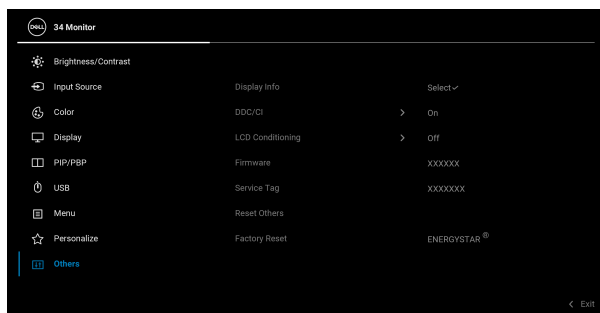 DELL 34 Monitor
Brightness/Contrast
Input Source Display Info Select
Color DDC/CI > On
Display LCD Conditioning > Off
PIP/PBP Firmware XXXXXX
USB Service Tag XXXXXXX
Menu Reset Others
Personalize Factory Reset ENERGYSTAR ®
Others
< Exit